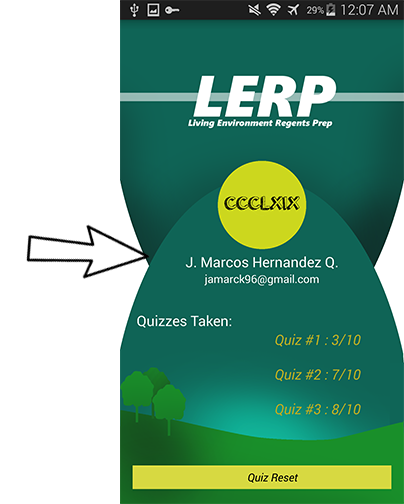 29% 12:07 AM
LERP
Living Environment Regents Prep
CCCLXIX
J. Marcos Hernandez Q.
jamarck96@gmail.com
Quizzes Taken:
Quiz #1 : 3/10
Quiz #2 : 7/10
Quiz #3 : 8/10
Quiz Reset